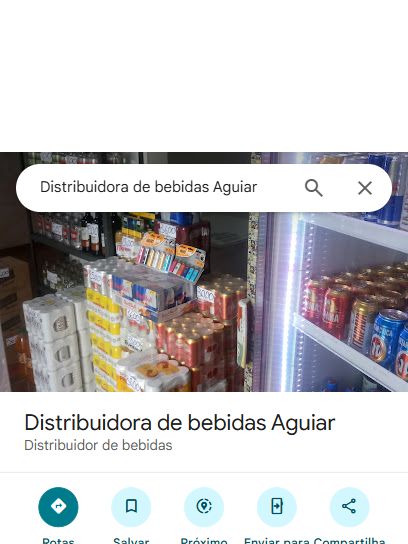 Distribuidora de bebidas Aguiar
Distribuidora de bebidas Aguiar
Distribuidor de bebidas
Rotas
Salvar
Próximo
Enviar para
Compartilha